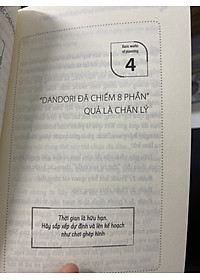 Basic works
of planning
4
"DANDORI ĐÃ CHIẾM 8 PHẦN"
QUẢ LÀ CHÂN LÝ
Thời gian là hữu hạn.
Hãy sắp xếp dự định và lên kế hoạch
như chơi ghép hình